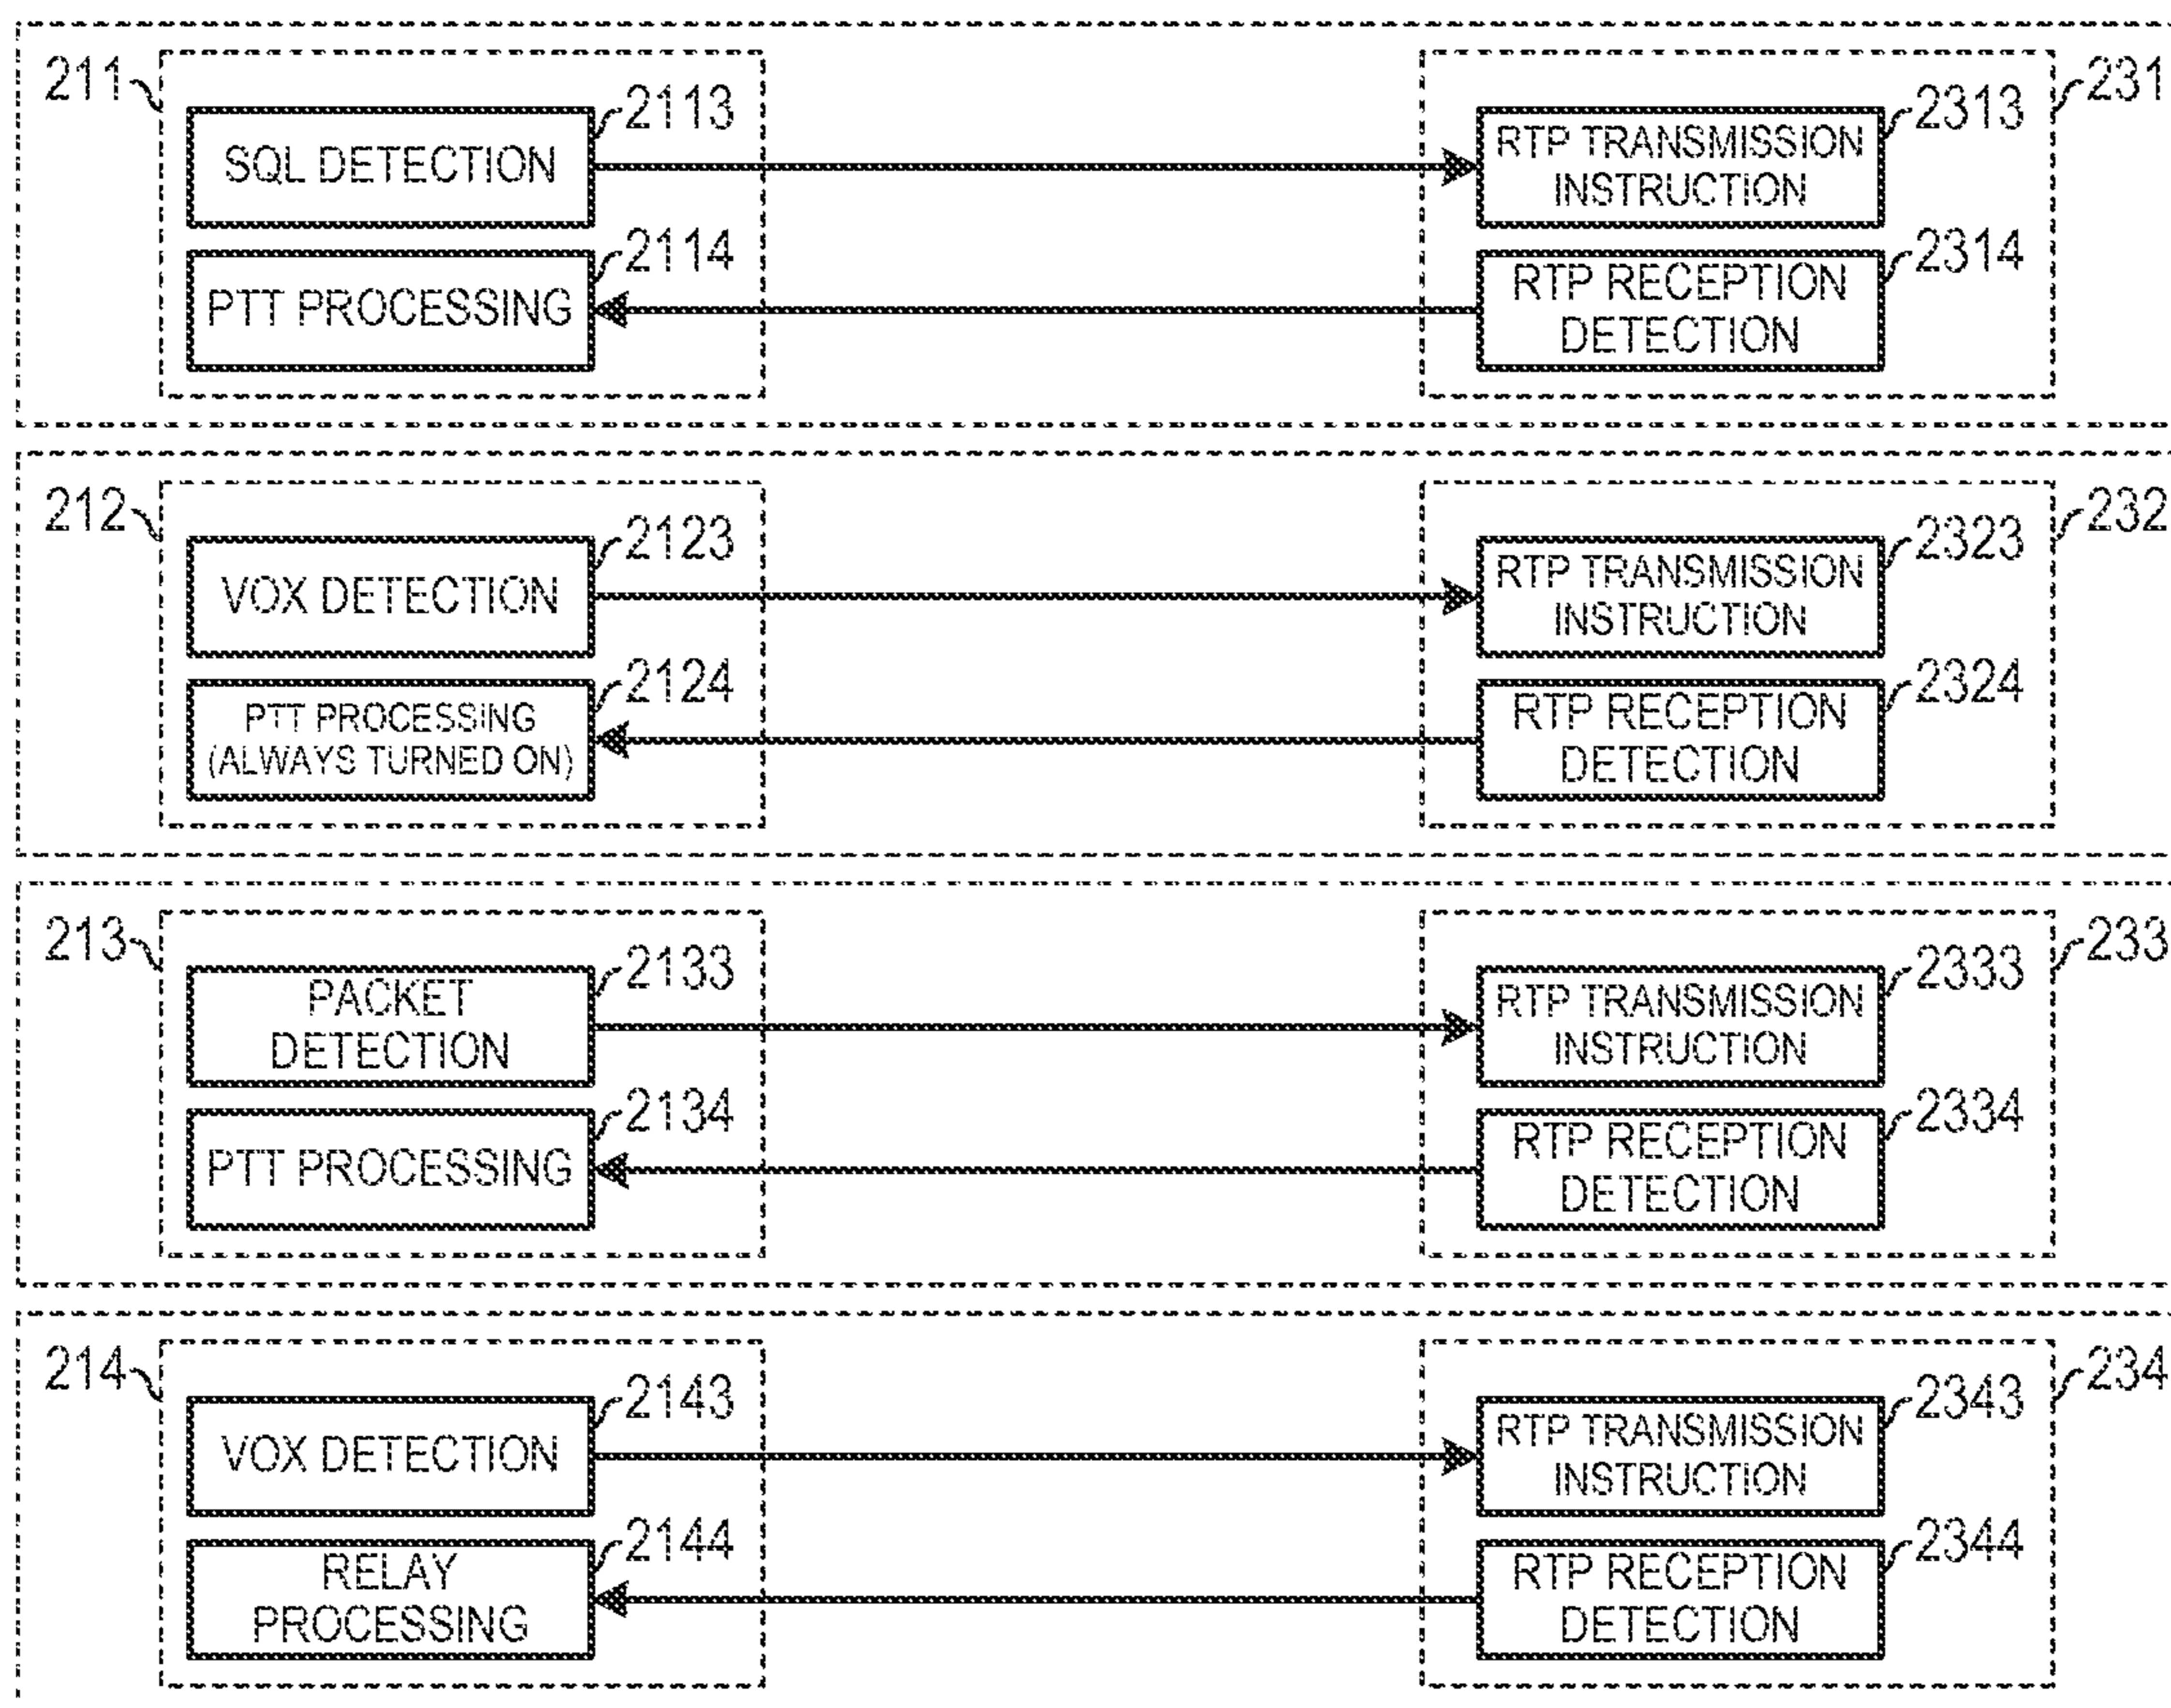 211
2113
SQL DETECTION
2114
PTT PROCESSING
231
2313
RTP TRANSMISSION
INSTRUCTION
2314
RTP RECEPTION
DETECTION
212
2123
VOX DETECTION
2124
PTT PROCESSING
(ALWAYS TURNED ON)
232
2323
RTP TRANSMISSION
INSTRUCTION
2324
RTP RECEPTION
DETECTION
213
2133
PACKET
DETECTION
2134
PTT PROCESSING
233
2333
RTP TRANSMISSION
INSTRUCTION
2334
RTP RECEPTION
DETECTION
214
2143
VOX DETECTION
2144
RELAY
PROCESSING
234
2343
RTP TRANSMISSION
INSTRUCTION
2344
RTP RECEPTION
DETECTION